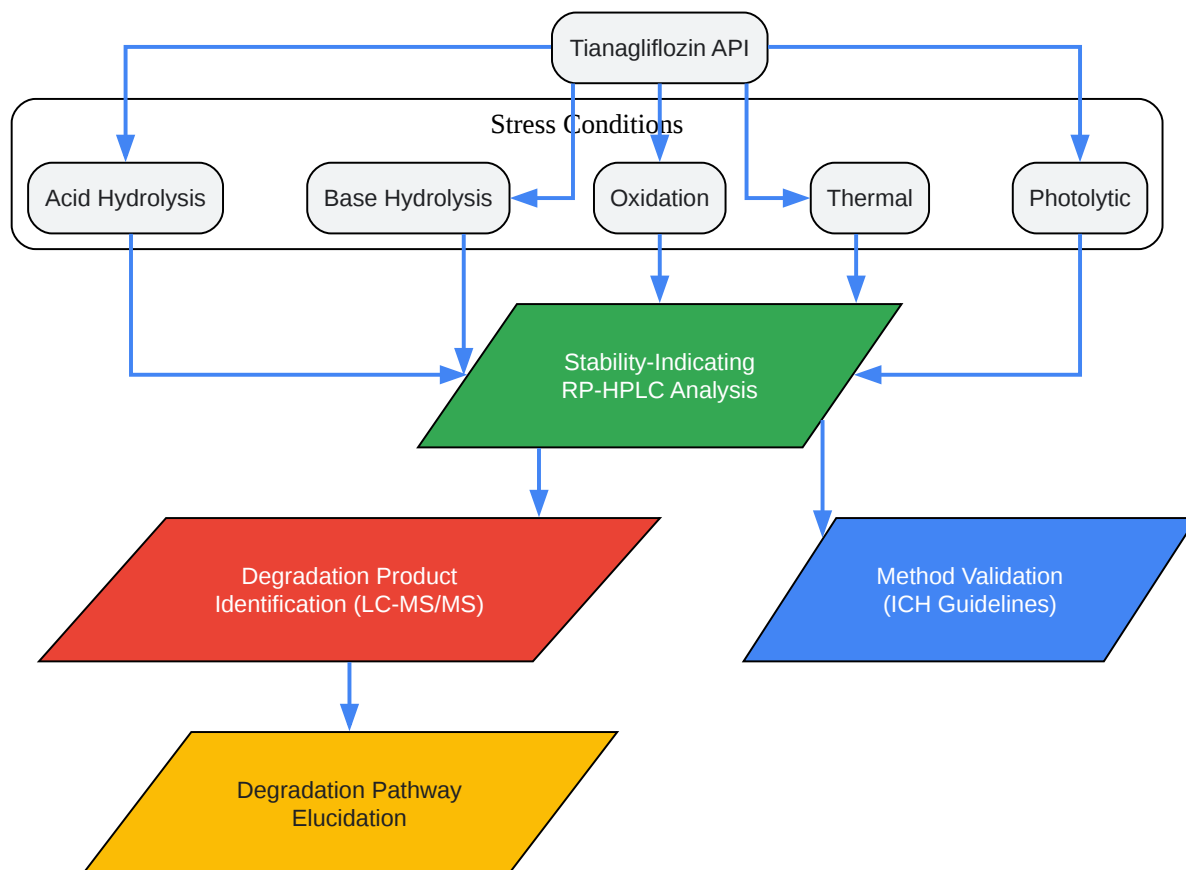 Tianagliflozin API
Stress Conditions
Acid Hydrolysis
Base Hydrolysis
Oxidation
Thermal
Photolytic
Stability-Indicating
RP-HPLC Analysis
Degradation Product
Identification (LC-MS/MS)
Method Validation
(ICH Guidelines)
Degradation Pathway
Elucidation